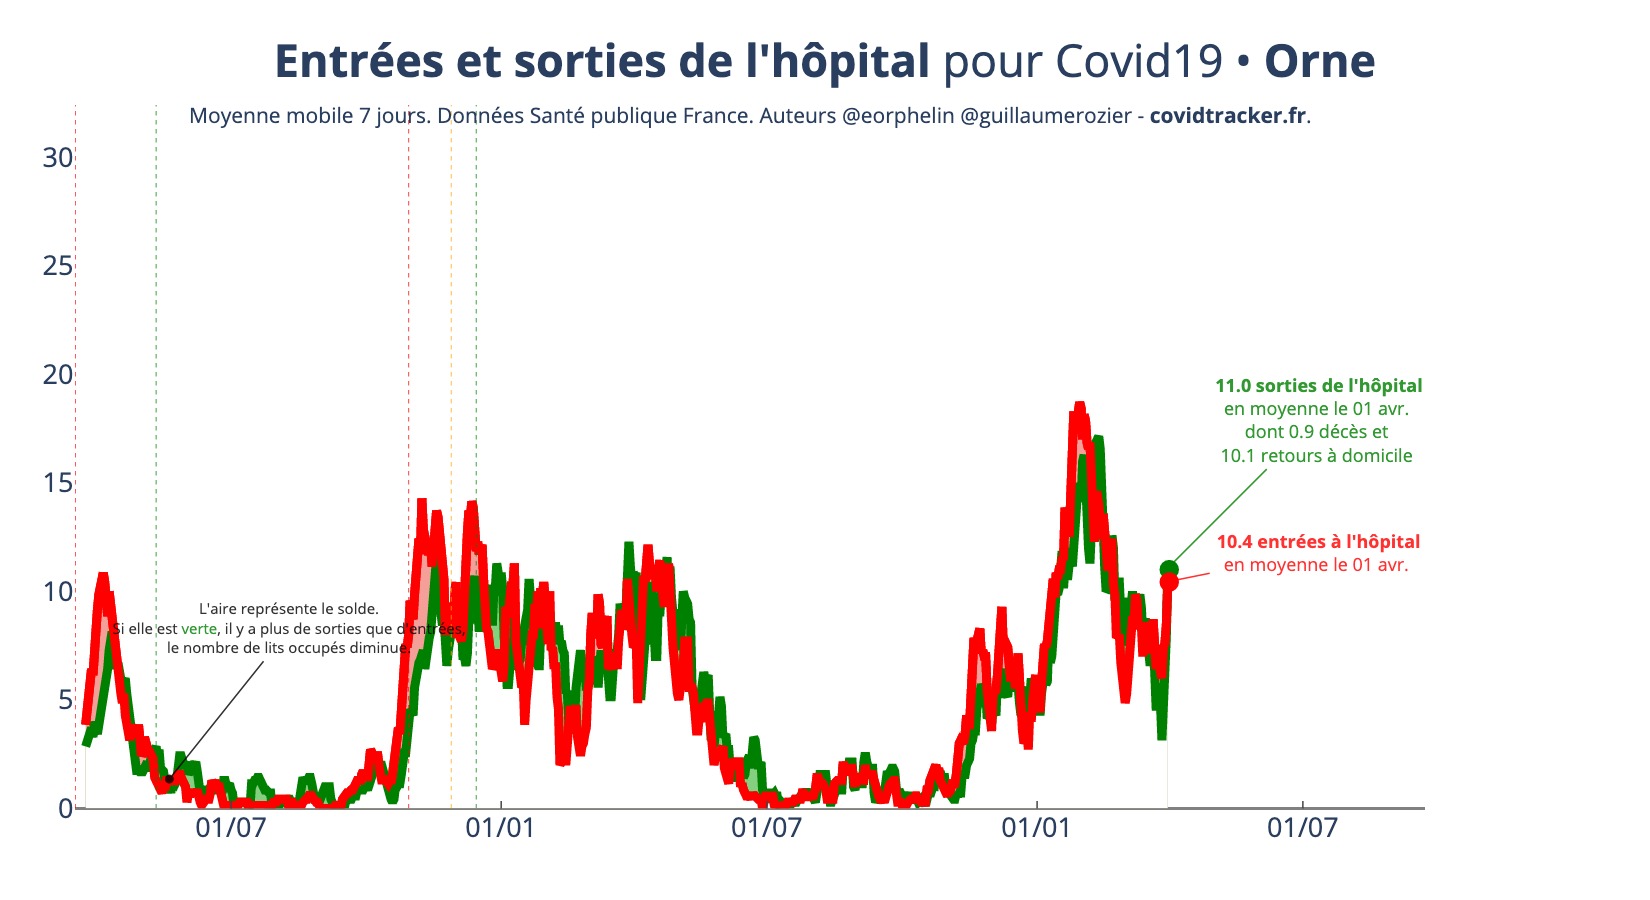 Entrées et sorties de l'hôpital pour Covid19 • Orne
Moyenne mobile 7 jours. Données Santé publique France. Auteurs @eorphelin @guillaumerozier - covidtracker.fr.
30
25
20
15
10
5
0
L'aire représente le solde.
Si elle est verte, il y a plus de sorties que d'entrées,
le nombre de lits occupés diminue.
11.0 sorties de l'hôpital
en moyenne le 01 avr.
dont 0.9 décès et
10.1 retours à domicile
10.4 entrées à l'hôpital
en moyenne le 01 avr.
01/07
01/01
01/07
01/01
01/07